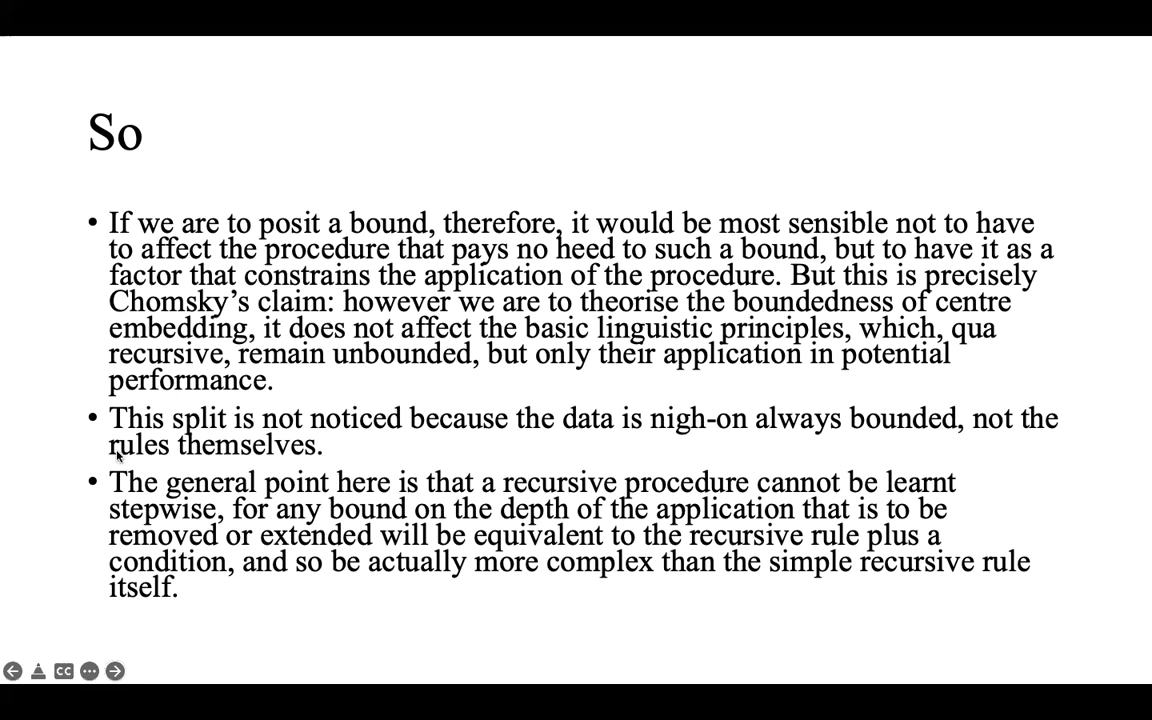 So
• If we are to posit a bound, therefore, it would be most sensible not to have
to affect the procedure that pays no heed to such a bound, but to have it as a
factor that constrains the application of the procedure. But this is precisely
Chomsky’s claim: however we are to theorise the boundedness of centre
embedding, it does not affect the basic linguistic principles, which, qua
recursive, remain unbounded, but only their application in potential
performance.
• This split is not noticed because the data is nigh-on always bounded, not the
rules themselves.
• The general point here is that a recursive procedure cannot be learnt
stepwise, for any bound on the depth of the application that is to be
removed or extended will be equivalent to the recursive rule plus a
condition, and so be actually more complex than the simple recursive rule
itself.
CC